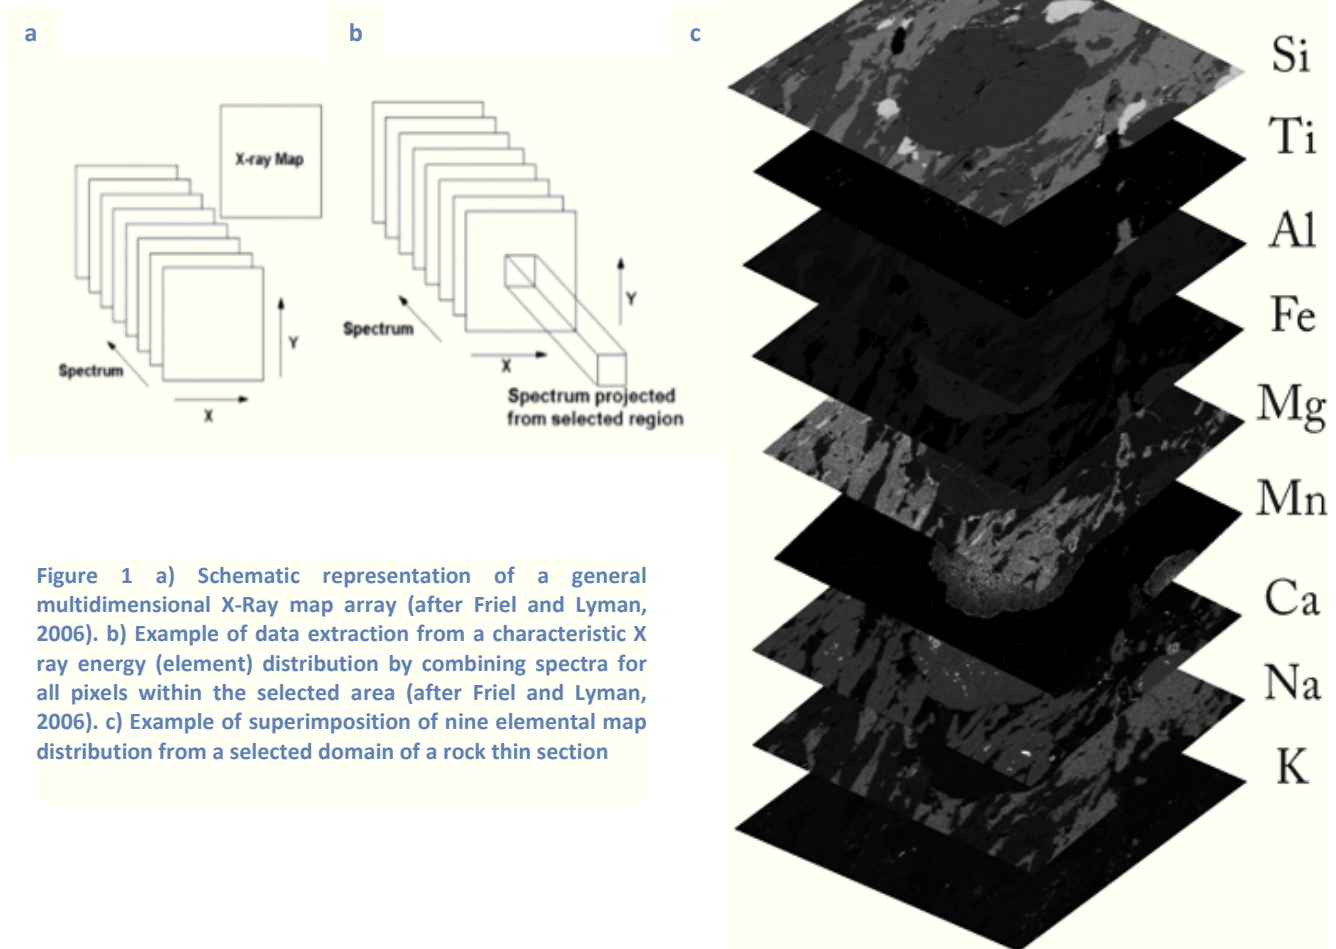 a
b
c
X-ray Map
Spectrum
X
Y
Spectrum
X
Y
Spectrum projected
from selected region
Si
Ti
Al
Fe
Mg
Mn
Ca
Na
K
Figure 1 a) Schematic representation of a general
multidimensional X-Ray map array (after Friel and Lyman,
2006). b) Example of data extraction from a characteristic X
ray energy (element) distribution by combining spectra for
all pixels within the selected area (after Friel and Lyman,
2006). c) Example of superimposition of nine elemental map
distribution from a selected domain of a rock thin section